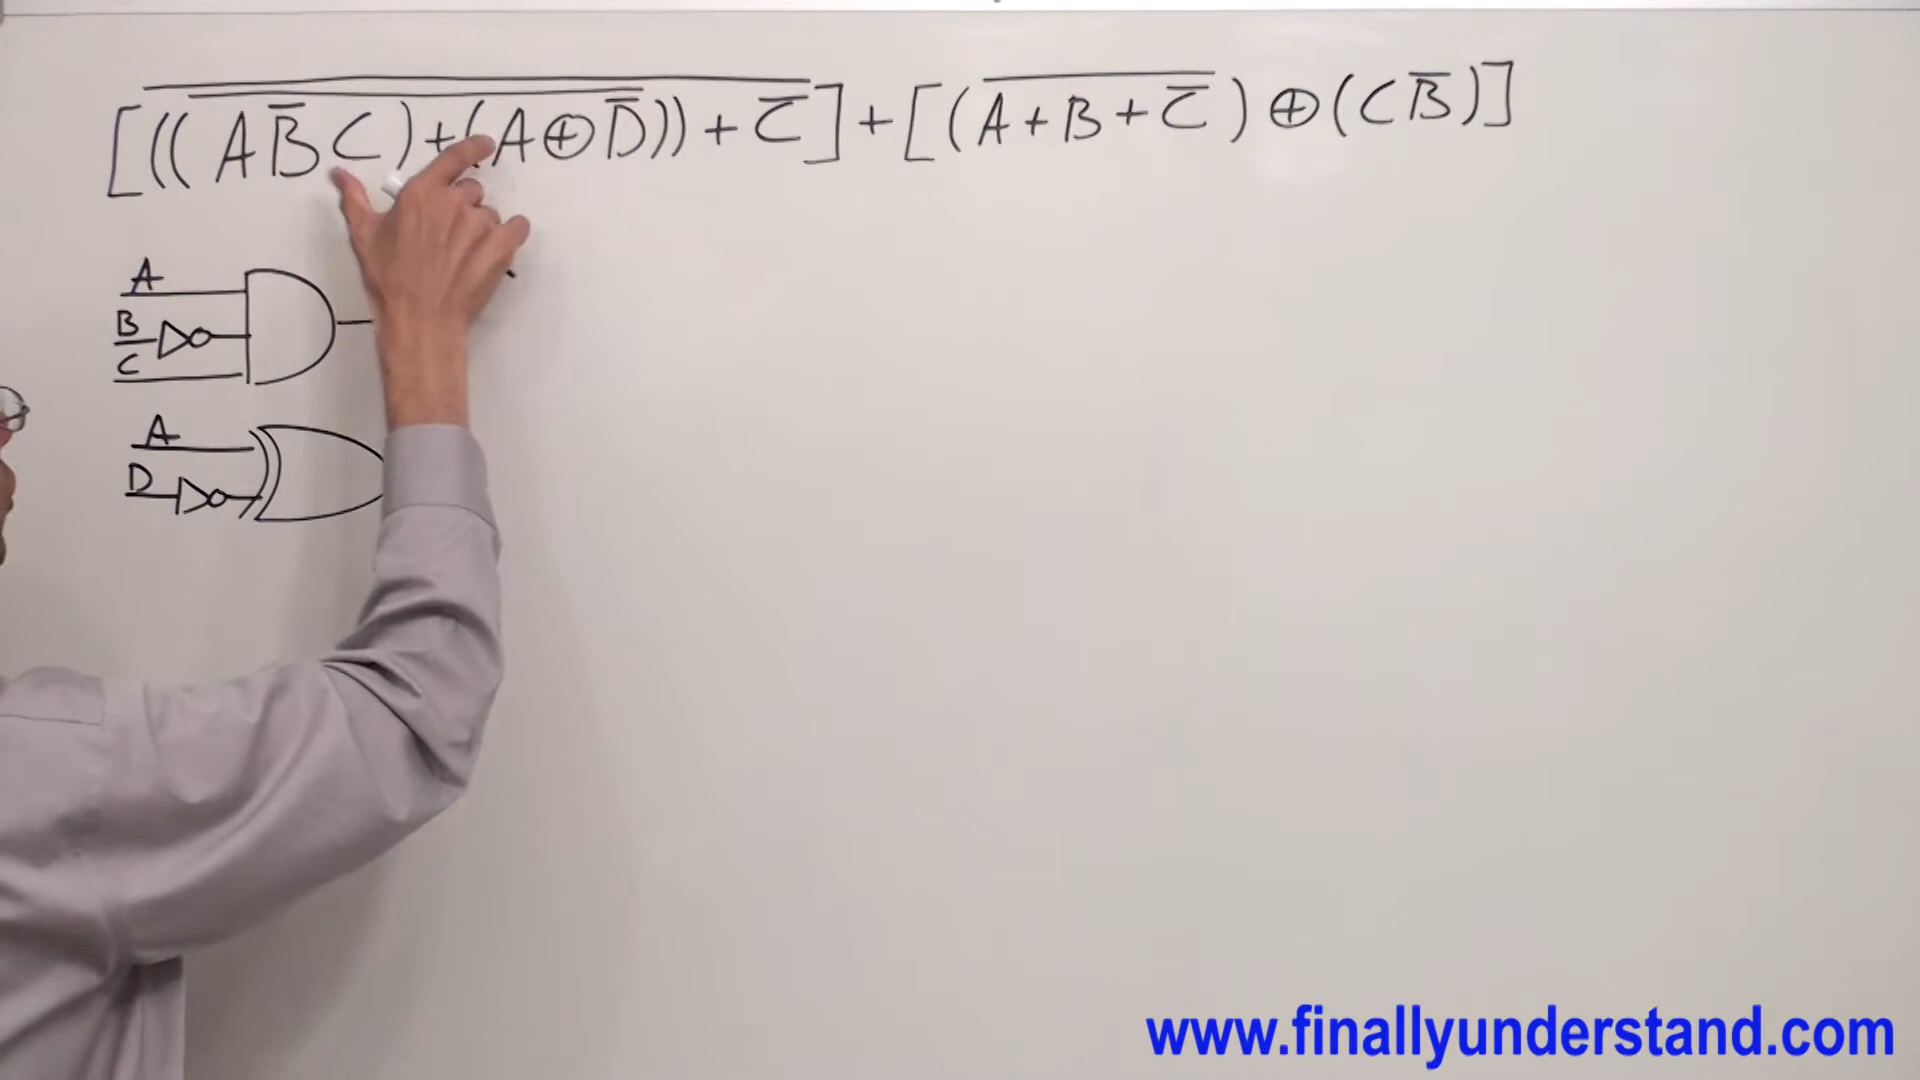 [((AB̅C)+(A⊕D̅))+C̅]+[(A+B+C̅)⊕(CB̅)]
A
B
C
A
D
www.finallyunderstand.com